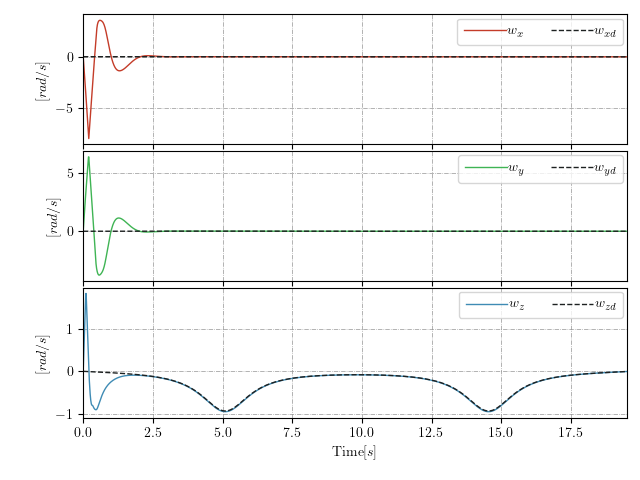 0
−5
[rad/s]
w_x w_xd
5
0
[rad/s]
w_y w_yd
1
0
−1
[rad/s]
w_z w_zd
0.0 2.5 5.0 7.5 10.0 12.5 15.0 17.5
Time[s]